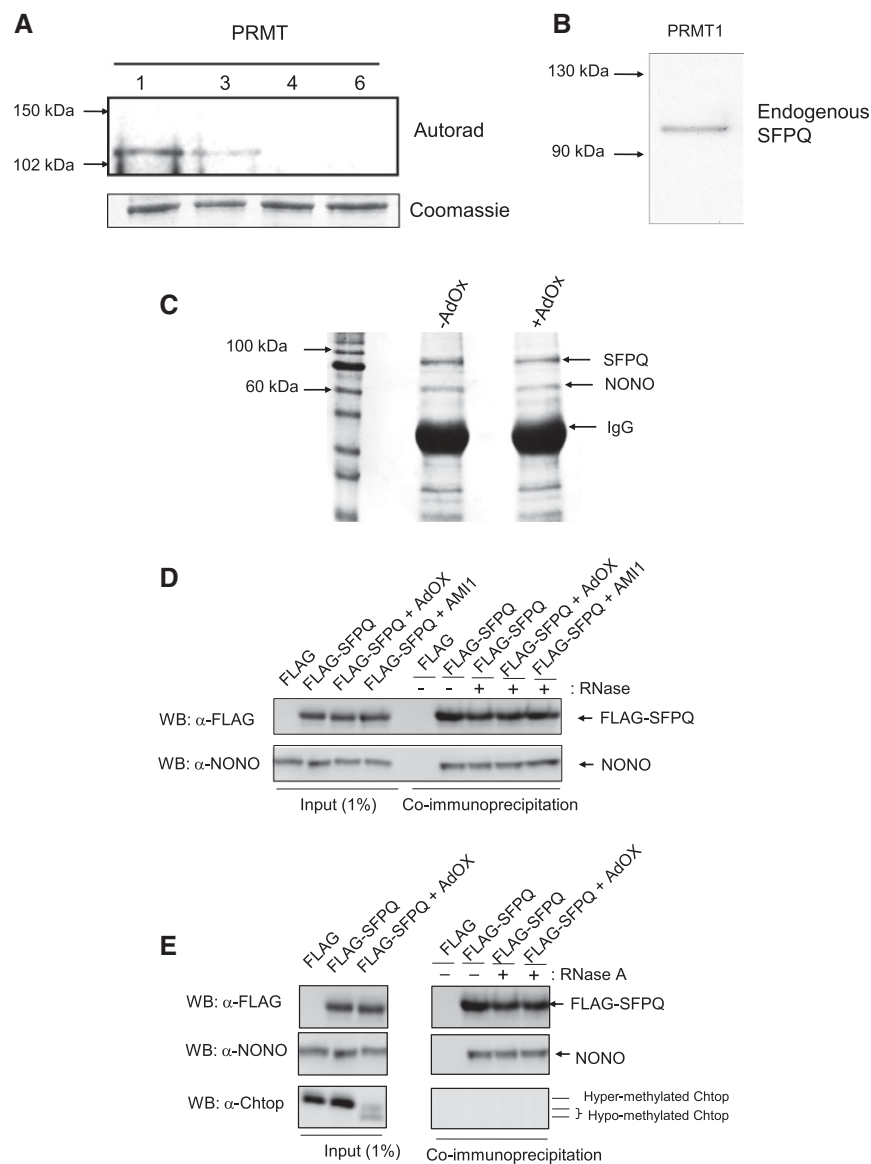 A
PRMT
1 3 4 6
150 kDa
102 kDa
Autorad
Coomassie
B
PRMT1
130 kDa
90 kDa
Endogenous
SFPQ
C
-AdOx
+AdOx
100 kDa
60 kDa
SFPQ
NONO
IgG
D
FLAG
FLAG-SFPQ
FLAG-SFPQ + AdOX
FLAG-SFPQ + AMI1
FLAG
FLAG-SFPQ
FLAG-SFPQ
FLAG-SFPQ + AdOX
FLAG-SFPQ + AMI1
- - + + + : RNase
WB: α-FLAG
FLAG-SFPQ
WB: α-NONO
NONO
Input (1%)
Co-immunoprecipitation
E
FLAG
FLAG-SFPQ
FLAG-SFPQ + AdOX
FLAG
FLAG-SFPQ
FLAG-SFPQ
FLAG-SFPQ + AdOX
– – + + : RNase A
WB: α-FLAG
FLAG-SFPQ
WB: α-NONO
NONO
WB: α-Chtop
Hyper-methylated Chtop
} Hypo-methylated Chtop
Input (1%)
Co-immunoprecipitation